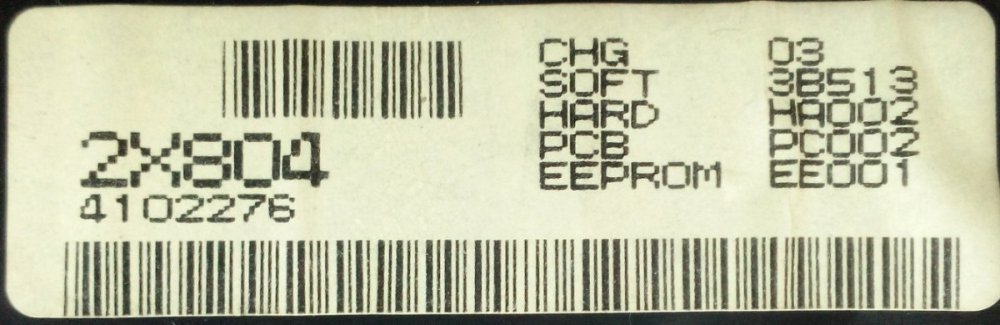 CHG 03
SOFT 3B513
HARD HA002
PCB PC002
EEPROM EE001
2X804
4102276